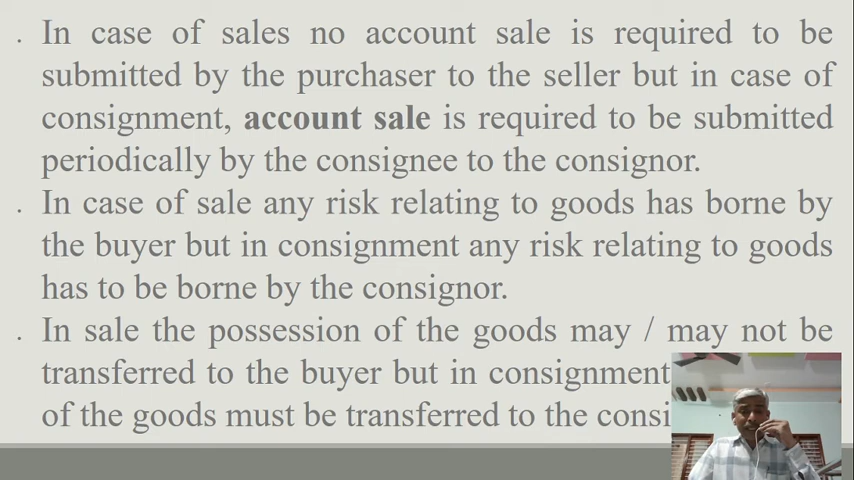 . In case of sales no account sale is required to be
submitted by the purchaser to the seller but in case of
consignment, account sale is required to be submitted
periodically by the consignee to the consignor.
. In case of sale any risk relating to goods has borne by
the buyer but in consignment any risk relating to goods
has to be borne by the consignor.
. In sale the possession of the goods may / may not be
transferred to the buyer but in consignment
of the goods must be transferred to the